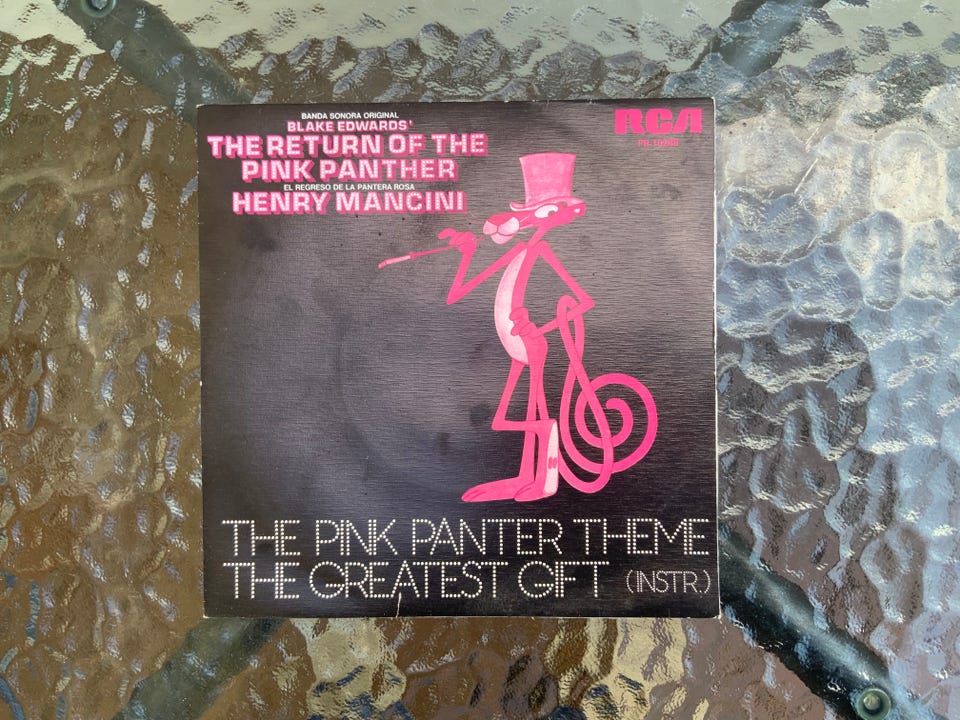 BANDA SONORA ORIGINAL
BLAKE EDWARDS'
THE RETURN OF THE
PINK PANTHER
EL REGRESO DE LA PANTERA ROSA
HENRY MANCINI
RCA
THE PINK PANTER THEME
THE GREATEST GIFT (INSTR.)